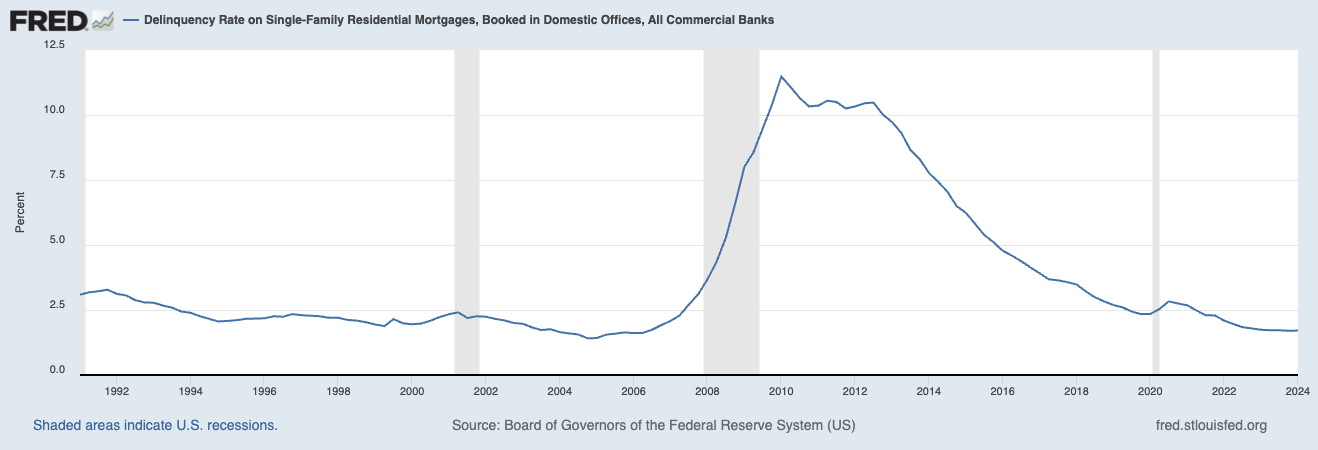 FRED
Delinquency Rate on Single-Family Residential Mortgages, Booked in Domestic Offices, All Commercial Banks
12.5
10.0
7.5
5.0
2.5
0.0
Percent
1992 1994 1996 1998 2000 2002 2004 2006 2008 2010 2012 2014 2016 2018 2020 2022 2024
Shaded areas indicate U.S. recessions. Source: Board of Governors of the Federal Reserve System (US) fred.stlouisfed.org